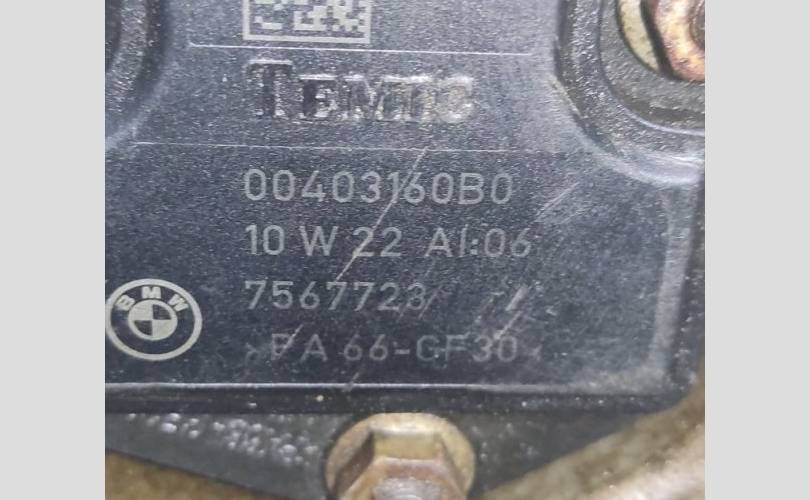 TEMIC
00403160B0
10 W 22 AI:06
7567723
BMW
>PA 66-GF30<